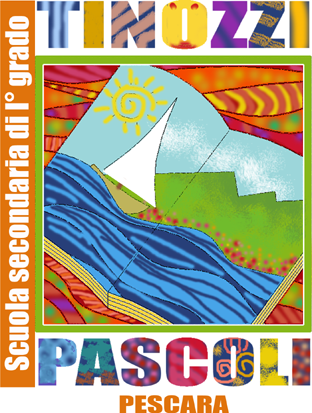 TINOZZI
Scuola secondaria di I° grado
PASCOLI
PESCARA